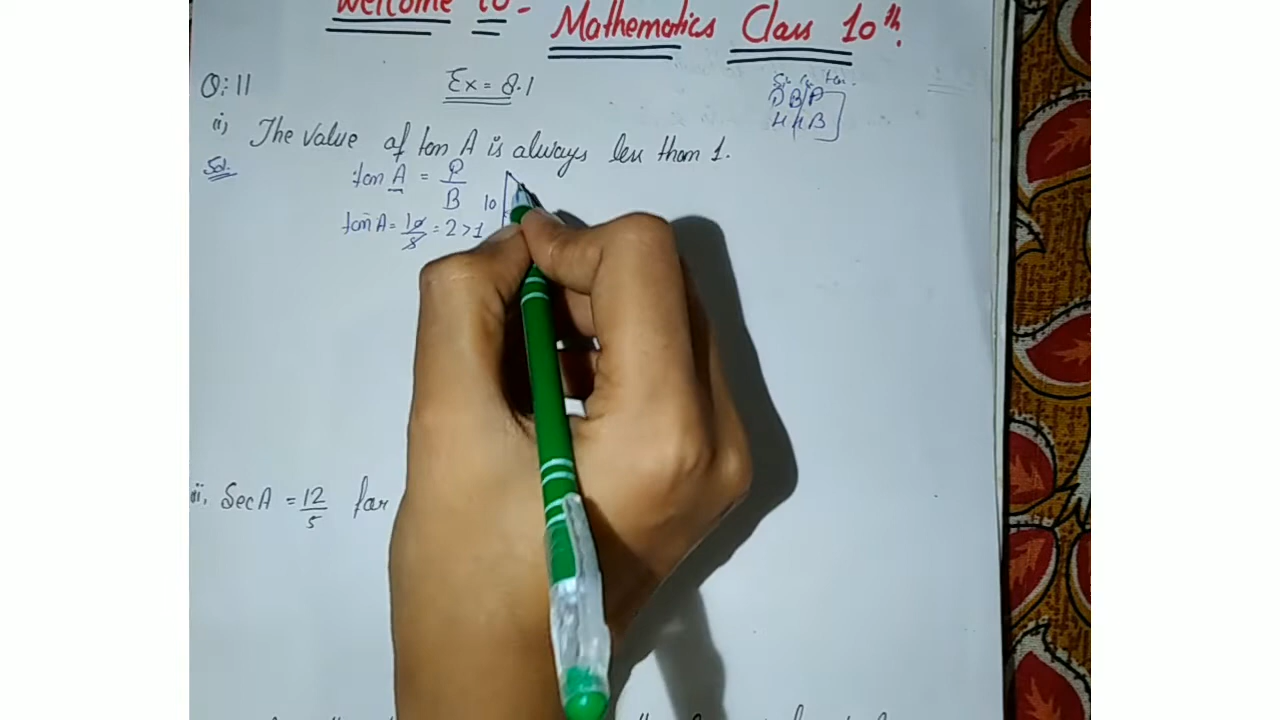 Welcome to -
Mathematics Class 10th.
Q:11 Ex = 8.1
i) The value of tan A is always less than 1.
Sol. tan A = P/B
10
tan A = 10/5 = 2 > 1
ii, Sec A = 12/5 for